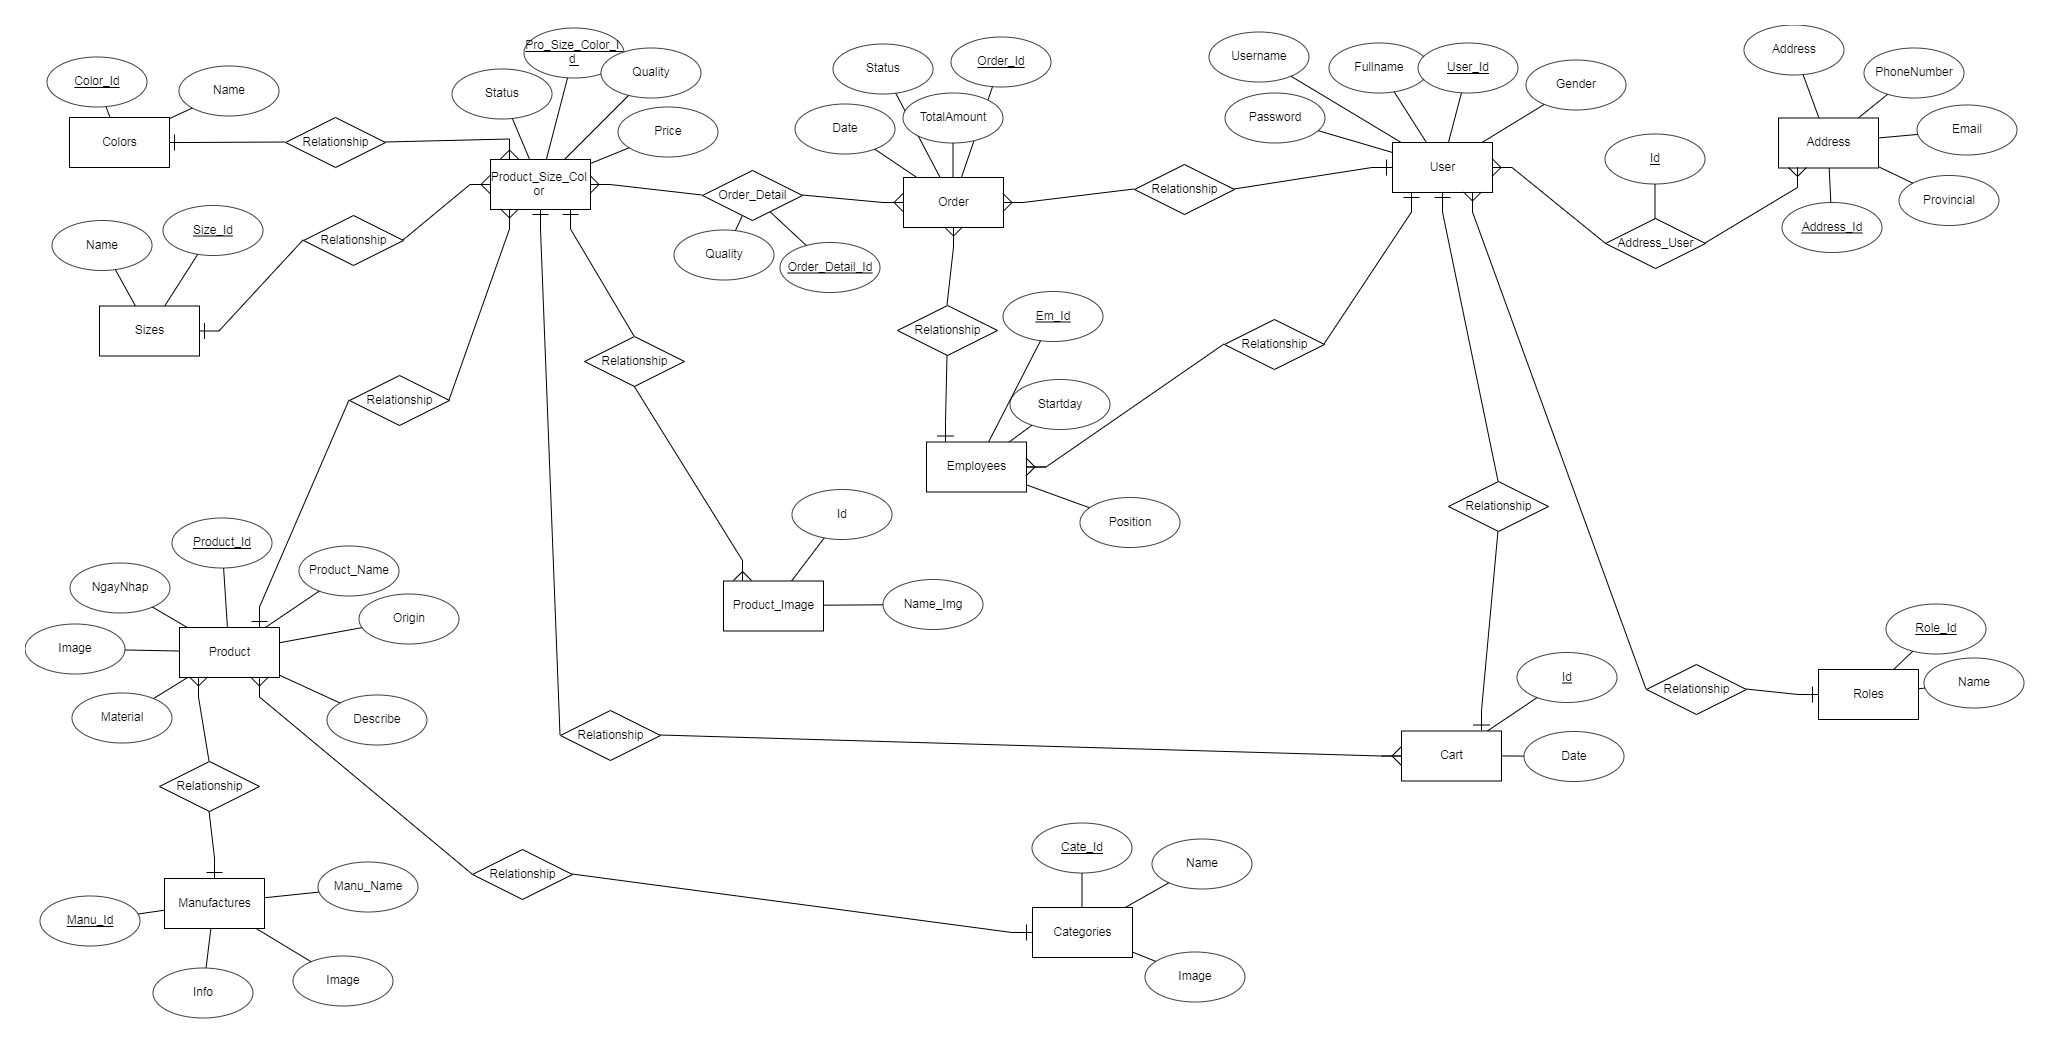 Color_Id
Name
Colors
Relationship
Name
Size_Id
Sizes
Relationship
Status
Pro_Size_Color_I
d
Quality
Price
Product_Size_Col
or
Order_Detail
Quality
Order_Detail_Id
Status
Order_Id
Date
TotalAmount
Order
Relationship
Username
Fullname
User_Id
Gender
Password
User
Id
Address_User
Address
PhoneNumber
Email
Address
Provincial
Address_Id
Relationship
Relationship
Em_Id
Relationship
Relationship
Startday
Employees
Position
Relationship
Id
Product_Image
Name_Img
Product_Id
NgayNhap
Product_Name
Origin
Image
Product
Material
Describe
Relationship
Id
Cart
Date
Relationship
Role_Id
Roles
Name
Relationship
Manufactures
Manu_Name
Manu_Id
Info
Image
Relationship
Cate_Id
Name
Categories
Image